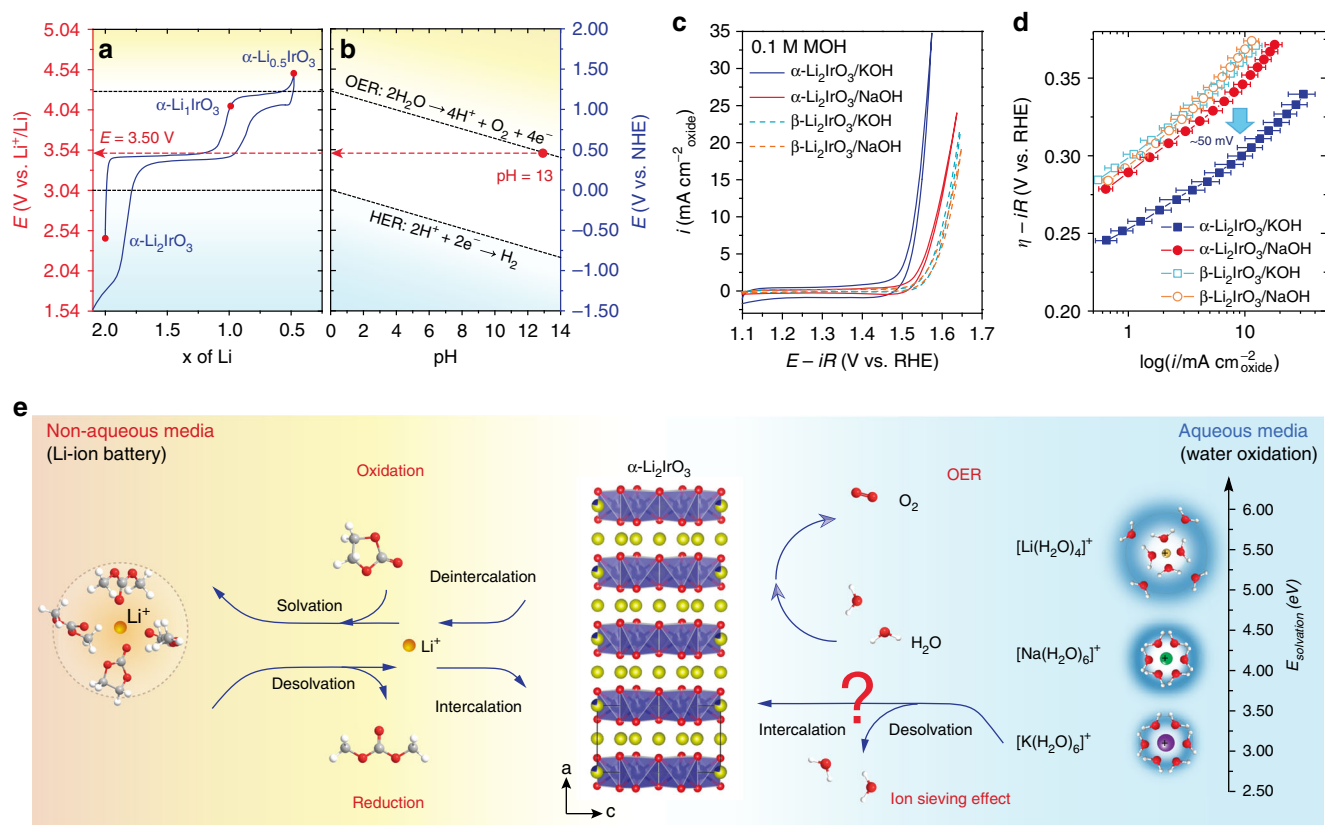 a
E (V vs. Li⁺/Li)
5.04
4.54
4.04
3.54
3.04
2.54
2.04
1.54
α-Li₀.₅IrO₃
α-Li₁IrO₃
E = 3.50 V
α-Li₂IrO₃
2.0
1.5
1.0
0.5
x of Li
b
OER: 2H₂O → 4H⁺ + O₂ + 4e⁻
pH = 13
HER: 2H⁺ + 2e⁻ → H₂
0 2 4 6 8 10 12 14
pH
2.00
1.50
1.00
0.50
0.00
−0.50
−1.00
−1.50
E (V vs. NHE)
c
i (mA cm⁻²oxide)
35
30
25
20
15
10
5
0
0.1 M MOH
α-Li₂IrO₃/KOH
α-Li₂IrO₃/NaOH
β-Li₂IrO₃/KOH
β-Li₂IrO₃/NaOH
1.1 1.2 1.3 1.4 1.5 1.6 1.7
E – iR (V vs. RHE)
d
η – iR (V vs. RHE)
0.35
0.30
0.25
0.20
~50 mV
α-Li₂IrO₃/KOH
α-Li₂IrO₃/NaOH
β-Li₂IrO₃/KOH
β-Li₂IrO₃/NaOH
1
10
log(i/mA cm⁻²oxide)
e
Non-aqueous media
(Li-ion battery)
Oxidation
Deintercalation
Solvation
Li⁺
Li⁺
Desolvation
Intercalation
Reduction
α-Li₂IrO₃
a
c
OER
O₂
H₂O
?
Intercalation
Desolvation
Ion sieving effect
Aqueous media
(water oxidation)
[Li(H₂O)₄]⁺
[Na(H₂O)₆]⁺
[K(H₂O)₆]⁺
+
+
+
6.00
5.50
5.00
4.50
4.00
3.50
3.00
2.50
Esolvation (eV)